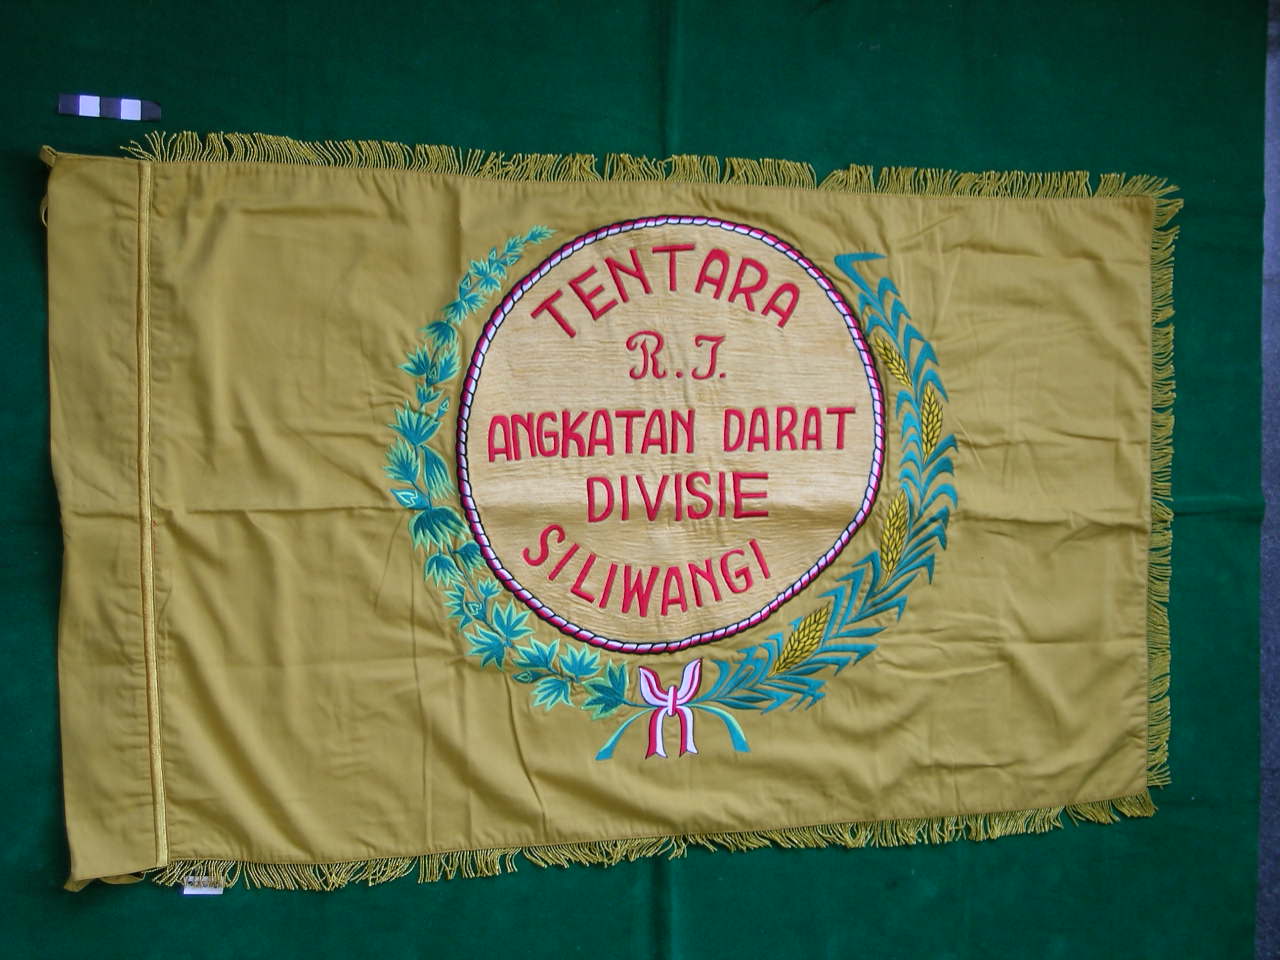 TENTARA
R.I.
ANGKATAN DARAT
DIVISIE
SILIWANGI